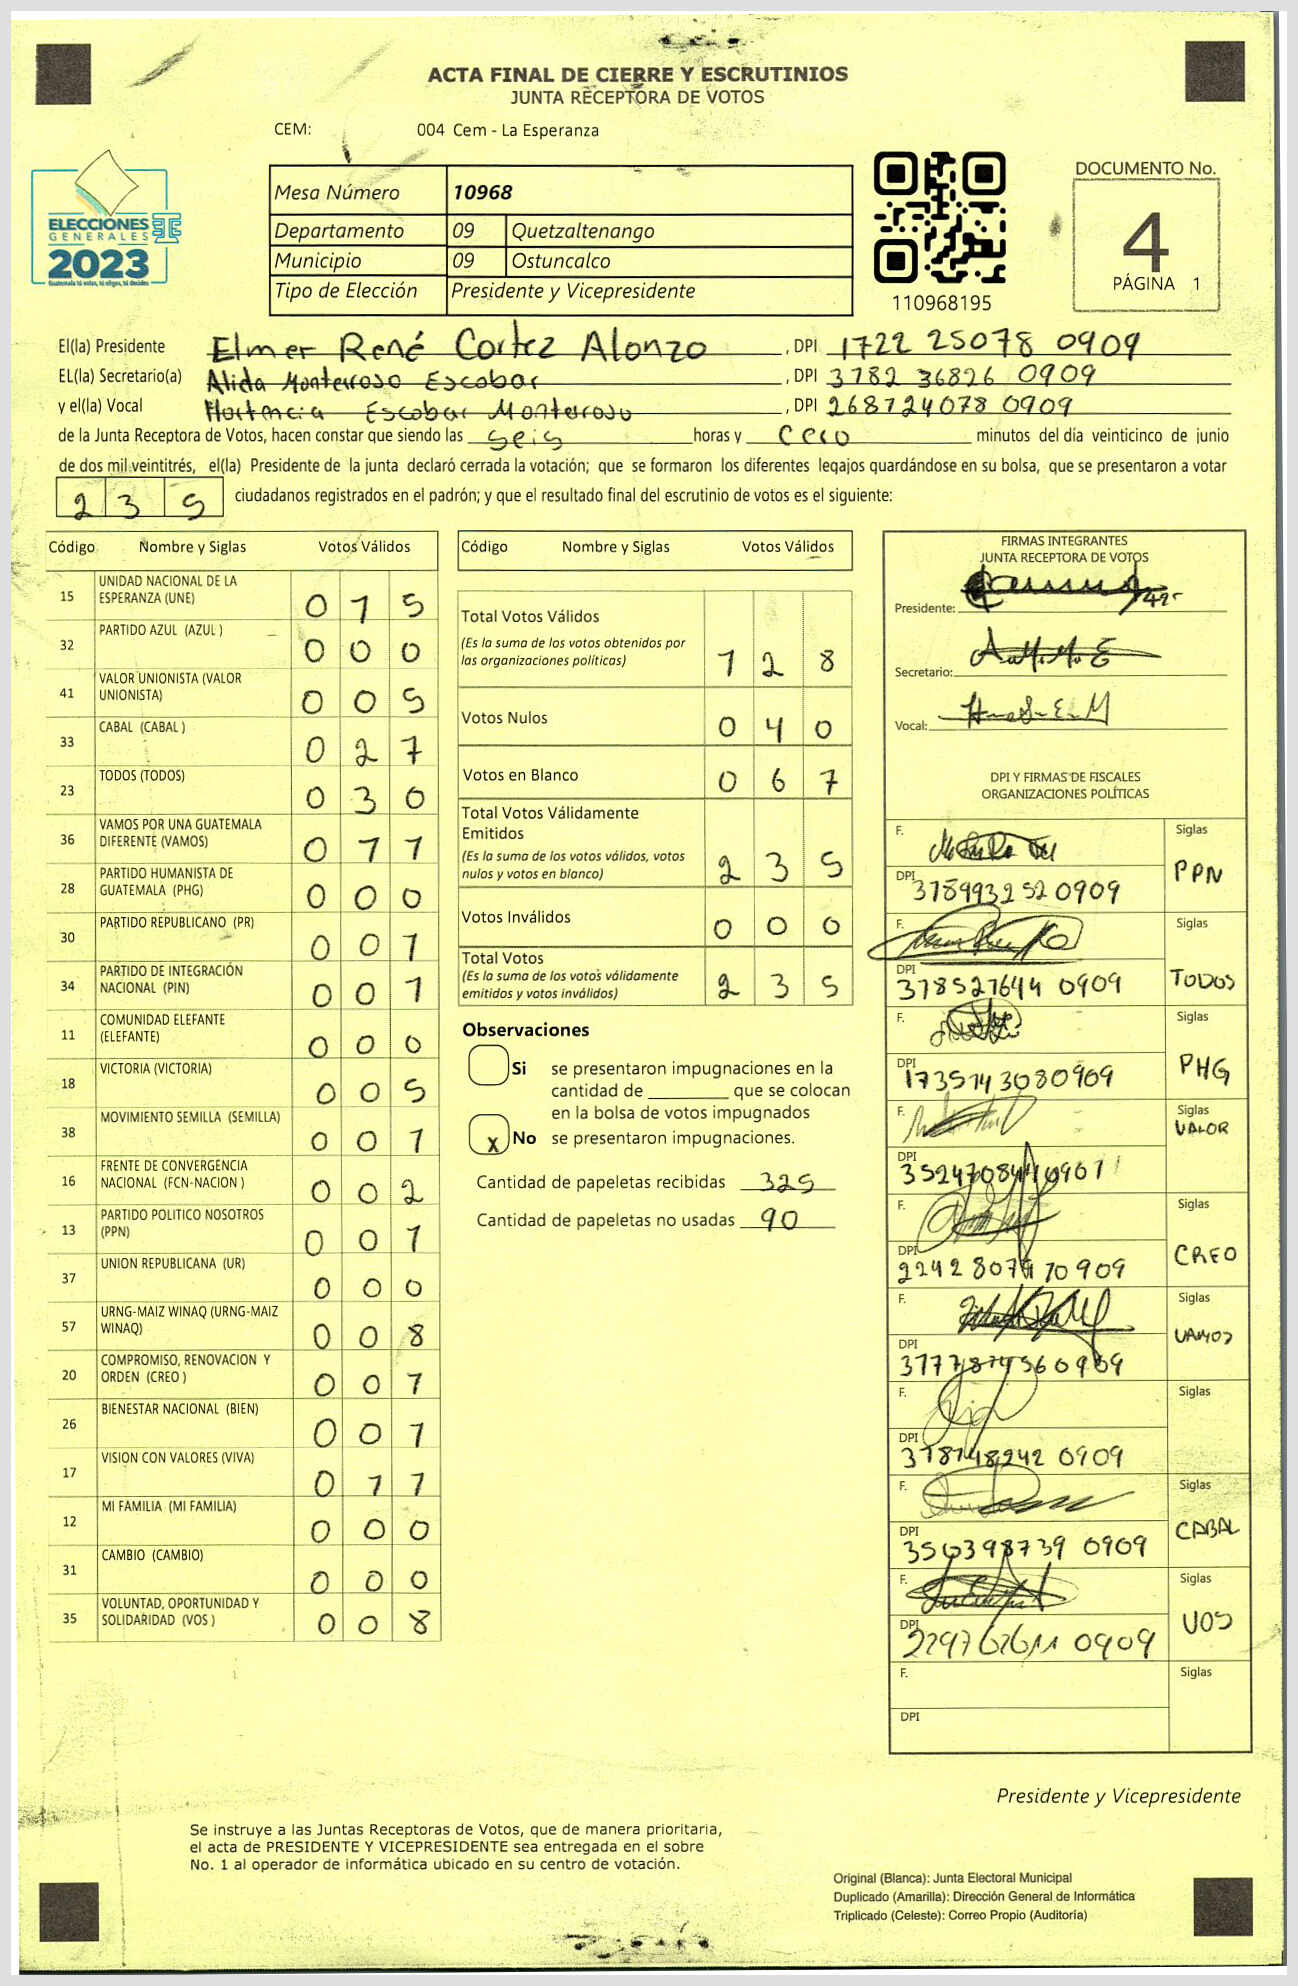 ACTA FINAL DE CIERRE Y ESCRUTINIOS
JUNTA RECEPTORA DE VOTOS
CEM: 004 Cem - La Esperanza
ELECCIONES
GENERALES
2023
Guatemala tú votas, tú eliges, tú decides
Mesa Número 10968
Departamento 09 Quetzaltenango
Municipio 09 Ostuncalco
Tipo de Elección Presidente y Vicepresidente
110968195
DOCUMENTO No.
4
PÁGINA 1
El(la) Presidente Elmer René Cortez Alonzo , DPI 1722 25078 0909
EL(la) Secretario(a) Alida Monterroso Escobar , DPI 3782 36826 0909
y el(la) Vocal Hortencia Escobar Monterroso , DPI 268724078 0909
de la Junta Receptora de Votos, hacen constar que siendo las seis horas y cero minutos del día veinticinco de junio
de dos mil veintitrés, el(la) Presidente de la junta declaró cerrada la votación; que se formaron los diferentes legajos guardándose en su bolsa, que se presentaron a votar
235 ciudadanos registrados en el padrón; y que el resultado final del escrutinio de votos es el siguiente:
Código Nombre y Siglas Votos Válidos
15 UNIDAD NACIONAL DE LA
ESPERANZA (UNE) 0 1 5
32 PARTIDO AZUL (AZUL ) 0 0 0
41 VALOR UNIONISTA (VALOR
UNIONISTA) 0 0 5
33 CABAL (CABAL ) 0 2 7
23 TODOS (TODOS) 0 3 0
36 VAMOS POR UNA GUATEMALA
DIFERENTE (VAMOS) 0 1 1
28 PARTIDO HUMANISTA DE
GUATEMALA (PHG) 0 0 0
30 PARTIDO REPUBLICANO (PR) 0 0 1
34 PARTIDO DE INTEGRACIÓN
NACIONAL (PIN) 0 0 1
11 COMUNIDAD ELEFANTE
(ELEFANTE) 0 0 0
18 VICTORIA (VICTORIA) 0 0 5
38 MOVIMIENTO SEMILLA (SEMILLA) 0 0 1
16 FRENTE DE CONVERGENCIA
NACIONAL (FCN-NACION ) 0 0 2
13 PARTIDO POLITICO NOSOTROS
(PPN) 0 0 1
37 UNION REPUBLICANA (UR) 0 0 0
57 URNG-MAIZ WINAQ (URNG-MAIZ
WINAQ) 0 0 8
20 COMPROMISO, RENOVACION Y
ORDEN (CREO ) 0 0 1
26 BIENESTAR NACIONAL (BIEN) 0 0 1
17 VISION CON VALORES (VIVA) 0 1 1
12 MI FAMILIA (MI FAMILIA) 0 0 0
31 CAMBIO (CAMBIO) 0 0 0
35 VOLUNTAD, OPORTUNIDAD Y
SOLIDARIDAD (VOS ) 0 0 8
Código Nombre y Siglas Votos Válidos
Total Votos Válidos
(Es la suma de los votos obtenidos por
las organizaciones políticas) 1 2 8
Votos Nulos 0 4 0
Votos en Blanco 0 6 7
Total Votos Válidamente
Emitidos
(Es la suma de los votos válidos, votos
nulos y votos en blanco) 2 3 5
Votos Inválidos 0 0 0
Total Votos
(Es la suma de los votos válidamente
emitidos y votos inválidos) 2 3 5
Observaciones
Si se presentaron impugnaciones en la
cantidad de ________ que se colocan
en la bolsa de votos impugnados
x No se presentaron impugnaciones.
Cantidad de papeletas recibidas 325
Cantidad de papeletas no usadas 90
FIRMAS INTEGRANTES
JUNTA RECEPTORA DE VOTOS
Presidente:
Secretario:
Vocal:
DPI Y FIRMAS DE FISCALES
ORGANIZACIONES POLÍTICAS
F. Siglas
DPI 378993252 0909 PPN
F. Siglas
DPI 378527644 0909 TODOS
F. Siglas
DPI 1735143080909 PHG
F. Siglas
VALOR
DPI
F. Siglas
DPI CREO
F. Siglas
DPI VAMOS
F. Siglas
DPI
F. Siglas
DPI CABAL
F. Siglas
DPI VOS
F. Siglas
DPI
Presidente y Vicepresidente
Se instruye a las Juntas Receptoras de Votos, que de manera prioritaria,
el acta de PRESIDENTE Y VICEPRESIDENTE sea entregada en el sobre
No. 1 al operador de informática ubicado en su centro de votación.
Original (Blanca): Junta Electoral Municipal
Duplicado (Amarilla): Dirección General de Informática
Triplicado (Celeste): Correo Propio (Auditoría)